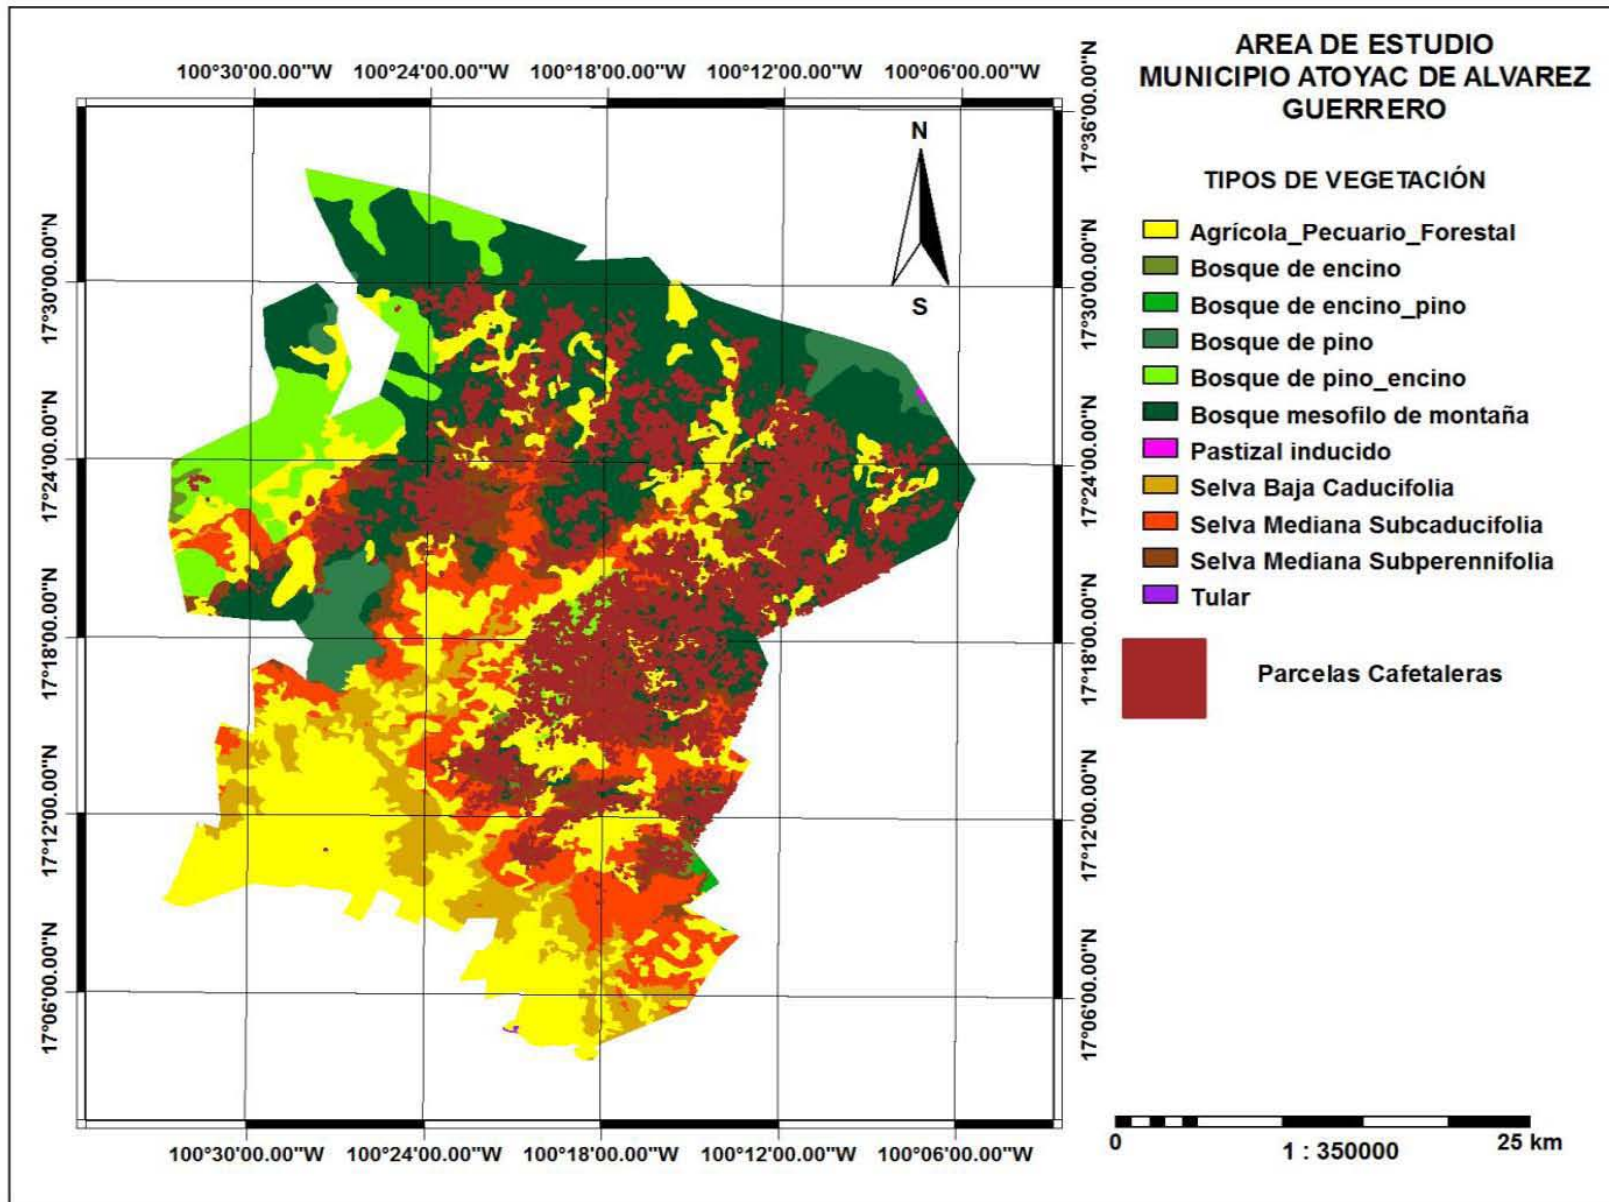 AREA DE ESTUDIO
MUNICIPIO ATOYAC DE ALVAREZ
GUERRERO
100°30'00.00"W 100°24'00.00"W 100°18'00.00"W 100°12'00.00"W 100°06'00.00"W
17°36'00.00"N
17°30'00.00"N
17°24'00.00"N
17°18'00.00"N
17°12'00.00"N
17°06'00.00"N
17°30'00.00"N
17°24'00.00"N
17°18'00.00"N
17°12'00.00"N
17°06'00.00"N
N
S
100°30'00.00"W 100°24'00.00"W 100°18'00.00"W 100°12'00.00"W 100°06'00.00"W
TIPOS DE VEGETACIÓN
Agrícola_Pecuario_Forestal
Bosque de encino
Bosque de encino_pino
Bosque de pino
Bosque de pino_encino
Bosque mesofilo de montaña
Pastizal inducido
Selva Baja Caducifolia
Selva Mediana Subcaducifolia
Selva Mediana Subperennifolia
Tular
Parcelas Cafetaleras
0 25 km
1 : 350000